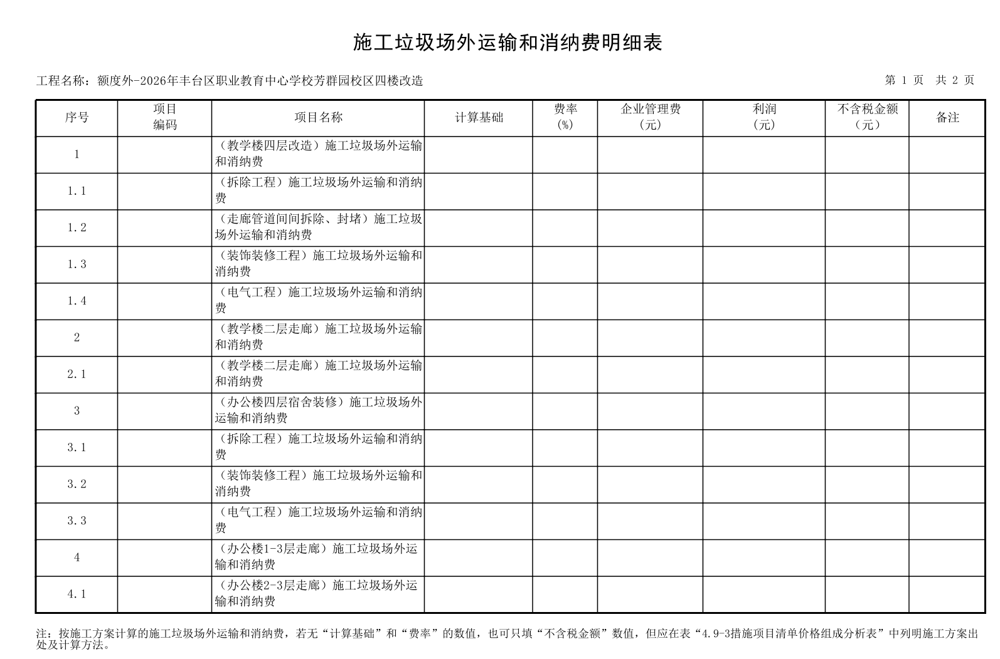 施工垃圾场外运输和消纳费明细表
工程名称：额度外-2026年丰台区职业教育中心学校芳群园校区四楼改造
第 1 页 共 2 页
序号
项目
编码
项目名称
计算基础
费率
(%)
企业管理费
(元)
利润
(元)
不含税金额
（元）
备注
1
（教学楼四层改造）施工垃圾场外运输
和消纳费
1.1
（拆除工程）施工垃圾场外运输和消纳
费
1.2
（走廊管道间间拆除、封堵）施工垃圾
场外运输和消纳费
1.3
（装饰装修工程）施工垃圾场外运输和
消纳费
1.4
（电气工程）施工垃圾场外运输和消纳
费
2
（教学楼二层走廊）施工垃圾场外运输
和消纳费
2.1
（教学楼二层走廊）施工垃圾场外运输
和消纳费
3
（办公楼四层宿舍装修）施工垃圾场外
运输和消纳费
3.1
（拆除工程）施工垃圾场外运输和消纳
费
3.2
（装饰装修工程）施工垃圾场外运输和
消纳费
3.3
（电气工程）施工垃圾场外运输和消纳
费
4
（办公楼1-3层走廊）施工垃圾场外运
输和消纳费
4.1
（办公楼2-3层走廊）施工垃圾场外运
输和消纳费
注：按施工方案计算的施工垃圾场外运输和消纳费，若无“计算基础”和“费率”的数值，也可只填“不含税金额”数值，但应在表“4.9-3措施项目清单价格组成分析表”中列明施工方案出
处及计算方法。